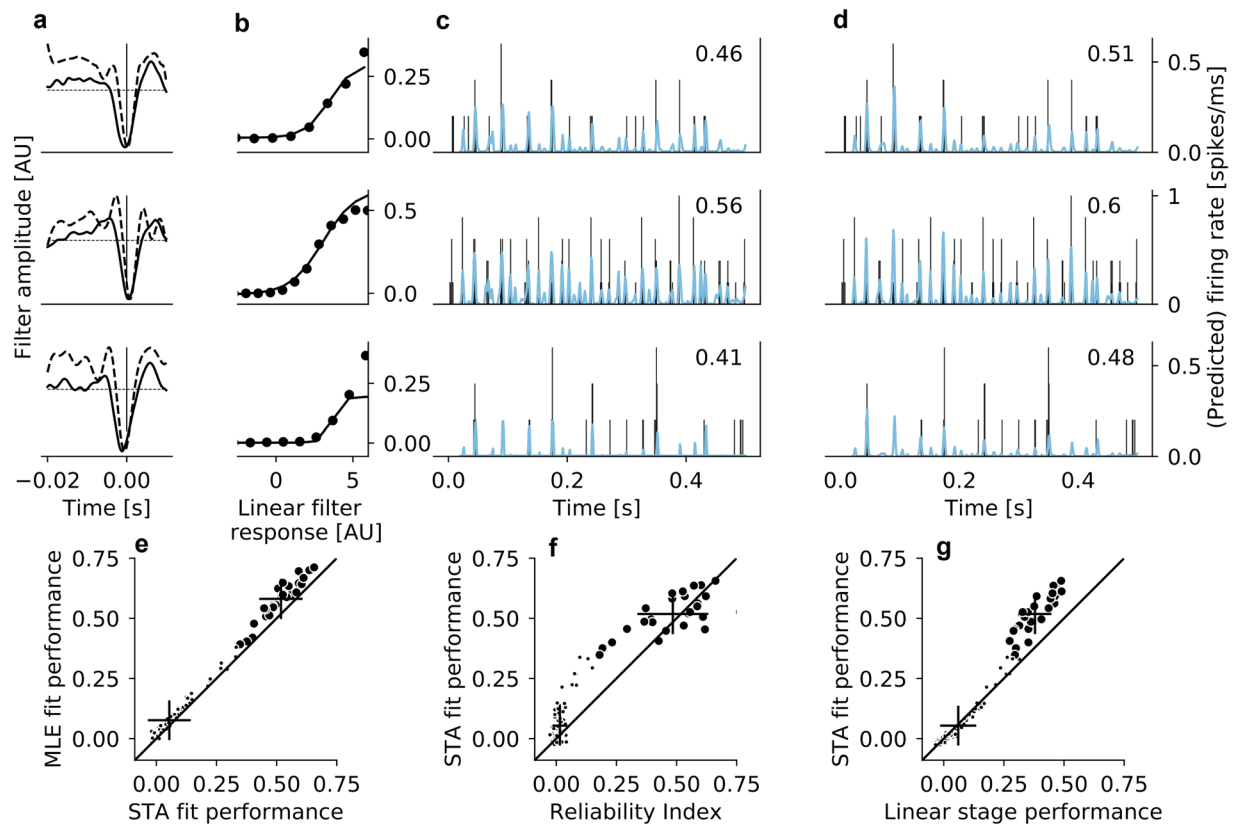 a
b
c
d
Filter amplitude [AU]
0.25
0.00
0.46
0.51
0.5
0.0
0.5
0.0
0.56
0.6
1
0
0.25
0.00
0.41
0.48
0.5
0.0
(Predicted) firing rate [spikes/ms]
−0.02 0.00
0 5
0.0 0.2 0.4
0.0 0.2 0.4
Time [s]
Linear filter
response [AU]
Time [s]
Time [s]
e
f
g
MLE fit performance
0.75
0.50
0.25
0.00
0.00 0.25 0.50 0.75
STA fit performance
STA fit performance
0.75
0.50
0.25
0.00
0.00 0.25 0.50 0.75
Reliability Index
STA fit performance
0.75
0.50
0.25
0.00
0.00 0.25 0.50 0.75
Linear stage performance